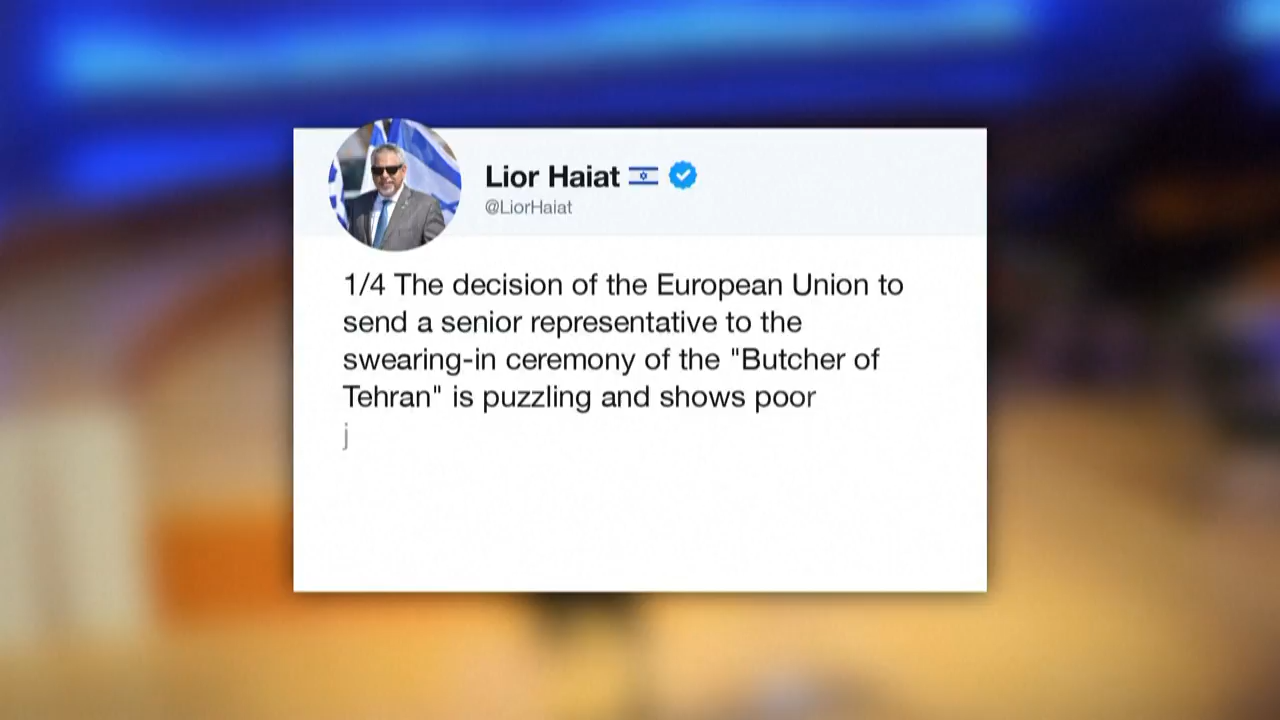 Lior Haiat
@LiorHaiat
1/4 The decision of the European Union to
send a senior representative to the
swearing-in ceremony of the "Butcher of
Tehran" is puzzling and shows poor
j